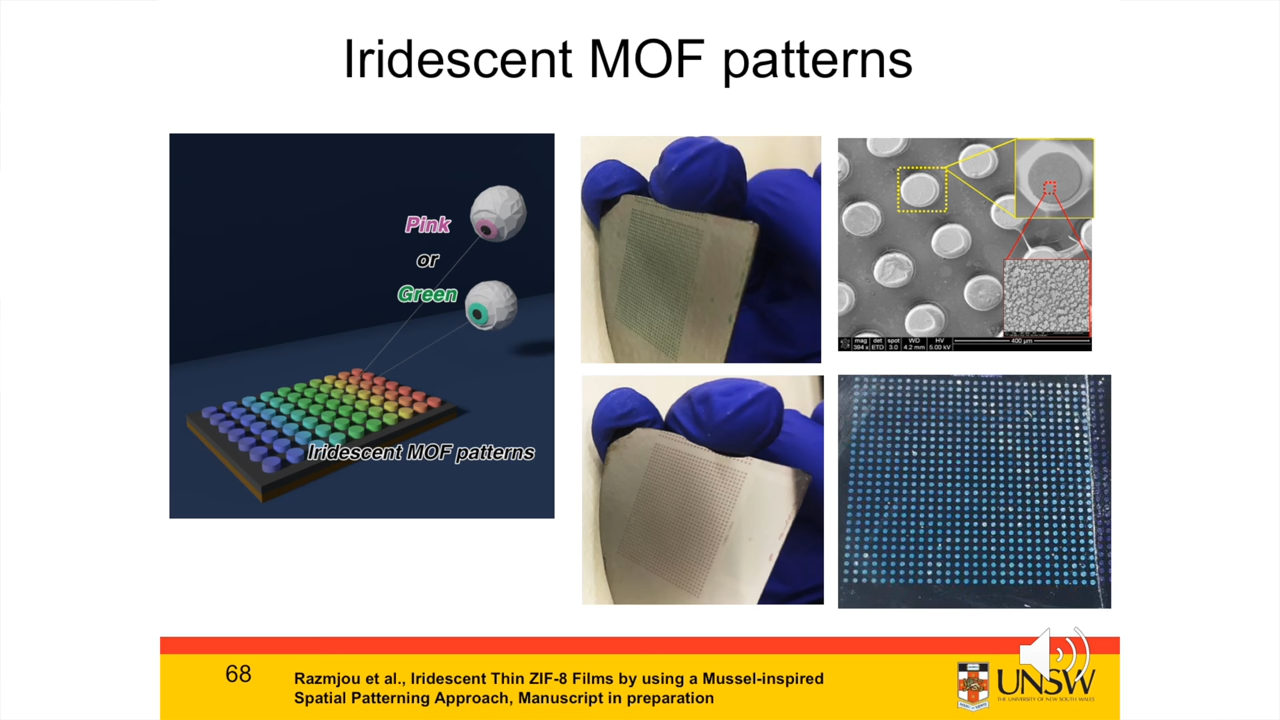 Iridescent MOF patterns
Pink
or
Green
Iridescent MOF patterns
mag det spot WD HV
394 x ETD 3.0 4.2 mm 5.00 kV
400 µm
68
Razmjou et al., Iridescent Thin ZIF-8 Films by using a Mussel-inspired
Spatial Patterning Approach, Manuscript in preparation
UNSW
THE UNIVERSITY OF NEW SOUTH WALES